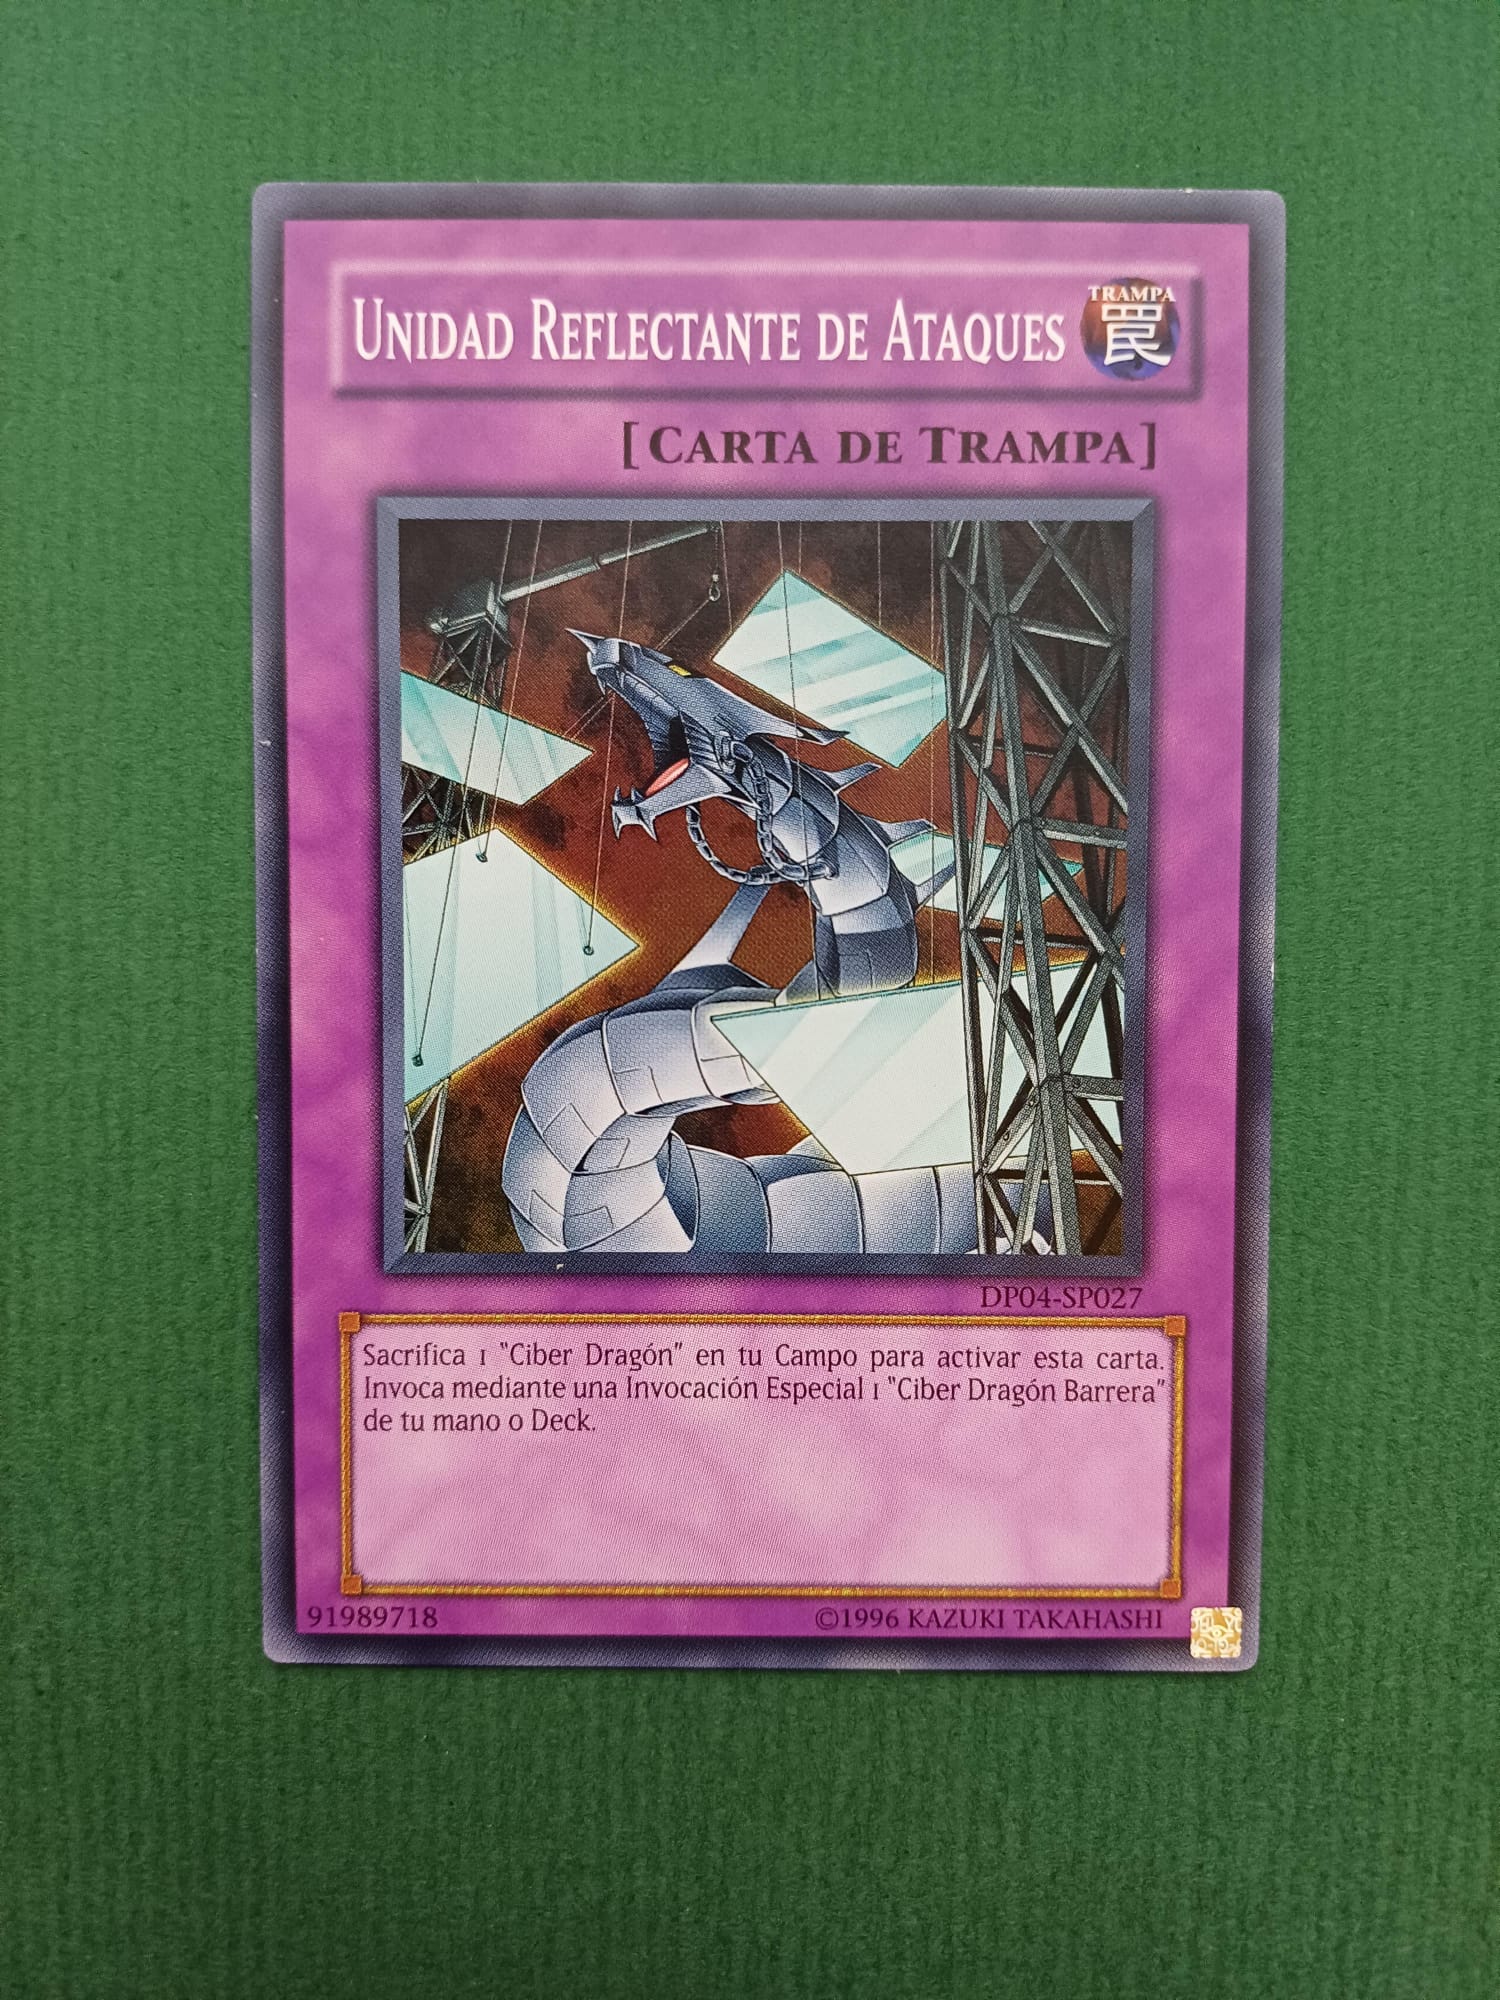 UNIDAD REFLECTANTE DE ATAQUES
TRAMPA
罠
[CARTA DE TRAMPA]
DP04-SP027
Sacrifica 1 "Ciber Dragón" en tu Campo para activar esta carta.
Invoca mediante una Invocación Especial 1 "Ciber Dragón Barrera"
de tu mano o Deck.
91989718
©1996 KAZUKI TAKAHASHI